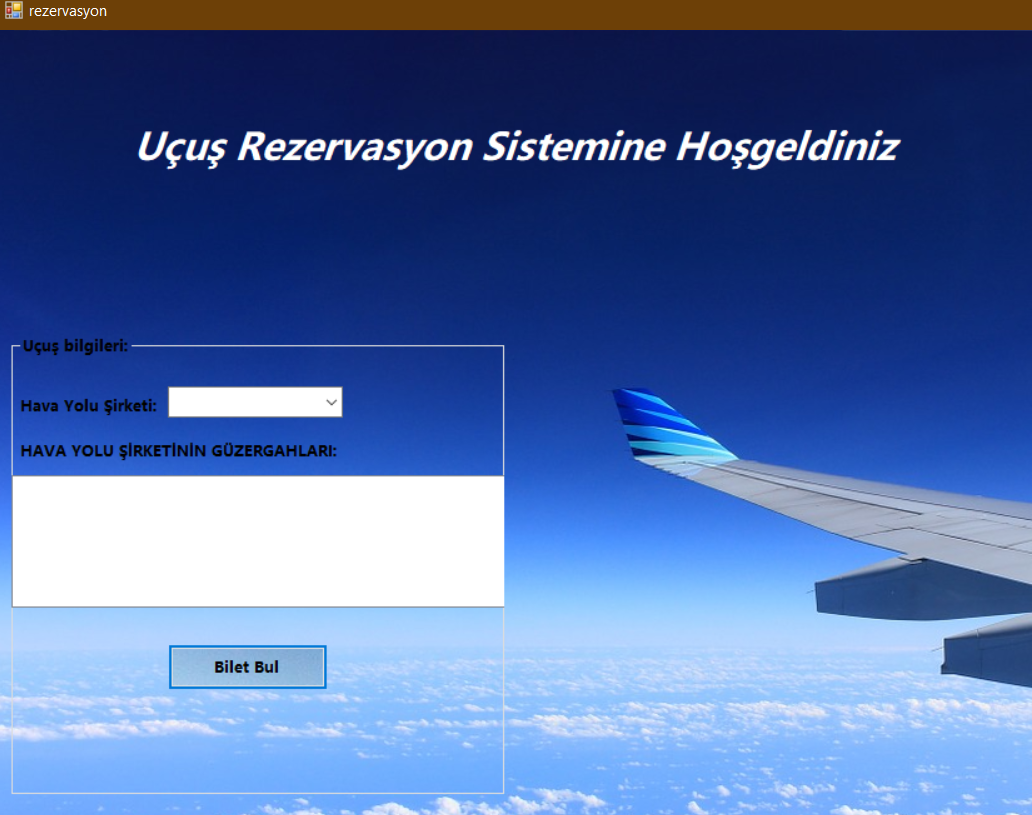 rezervasyon
Uçuş Rezervasyon Sistemine Hoşgeldiniz
Uçuş bilgileri:
Hava Yolu Şirketi:
HAVA YOLU ŞİRKETİNİN GÜZERGAHLARI:
Bilet Bul